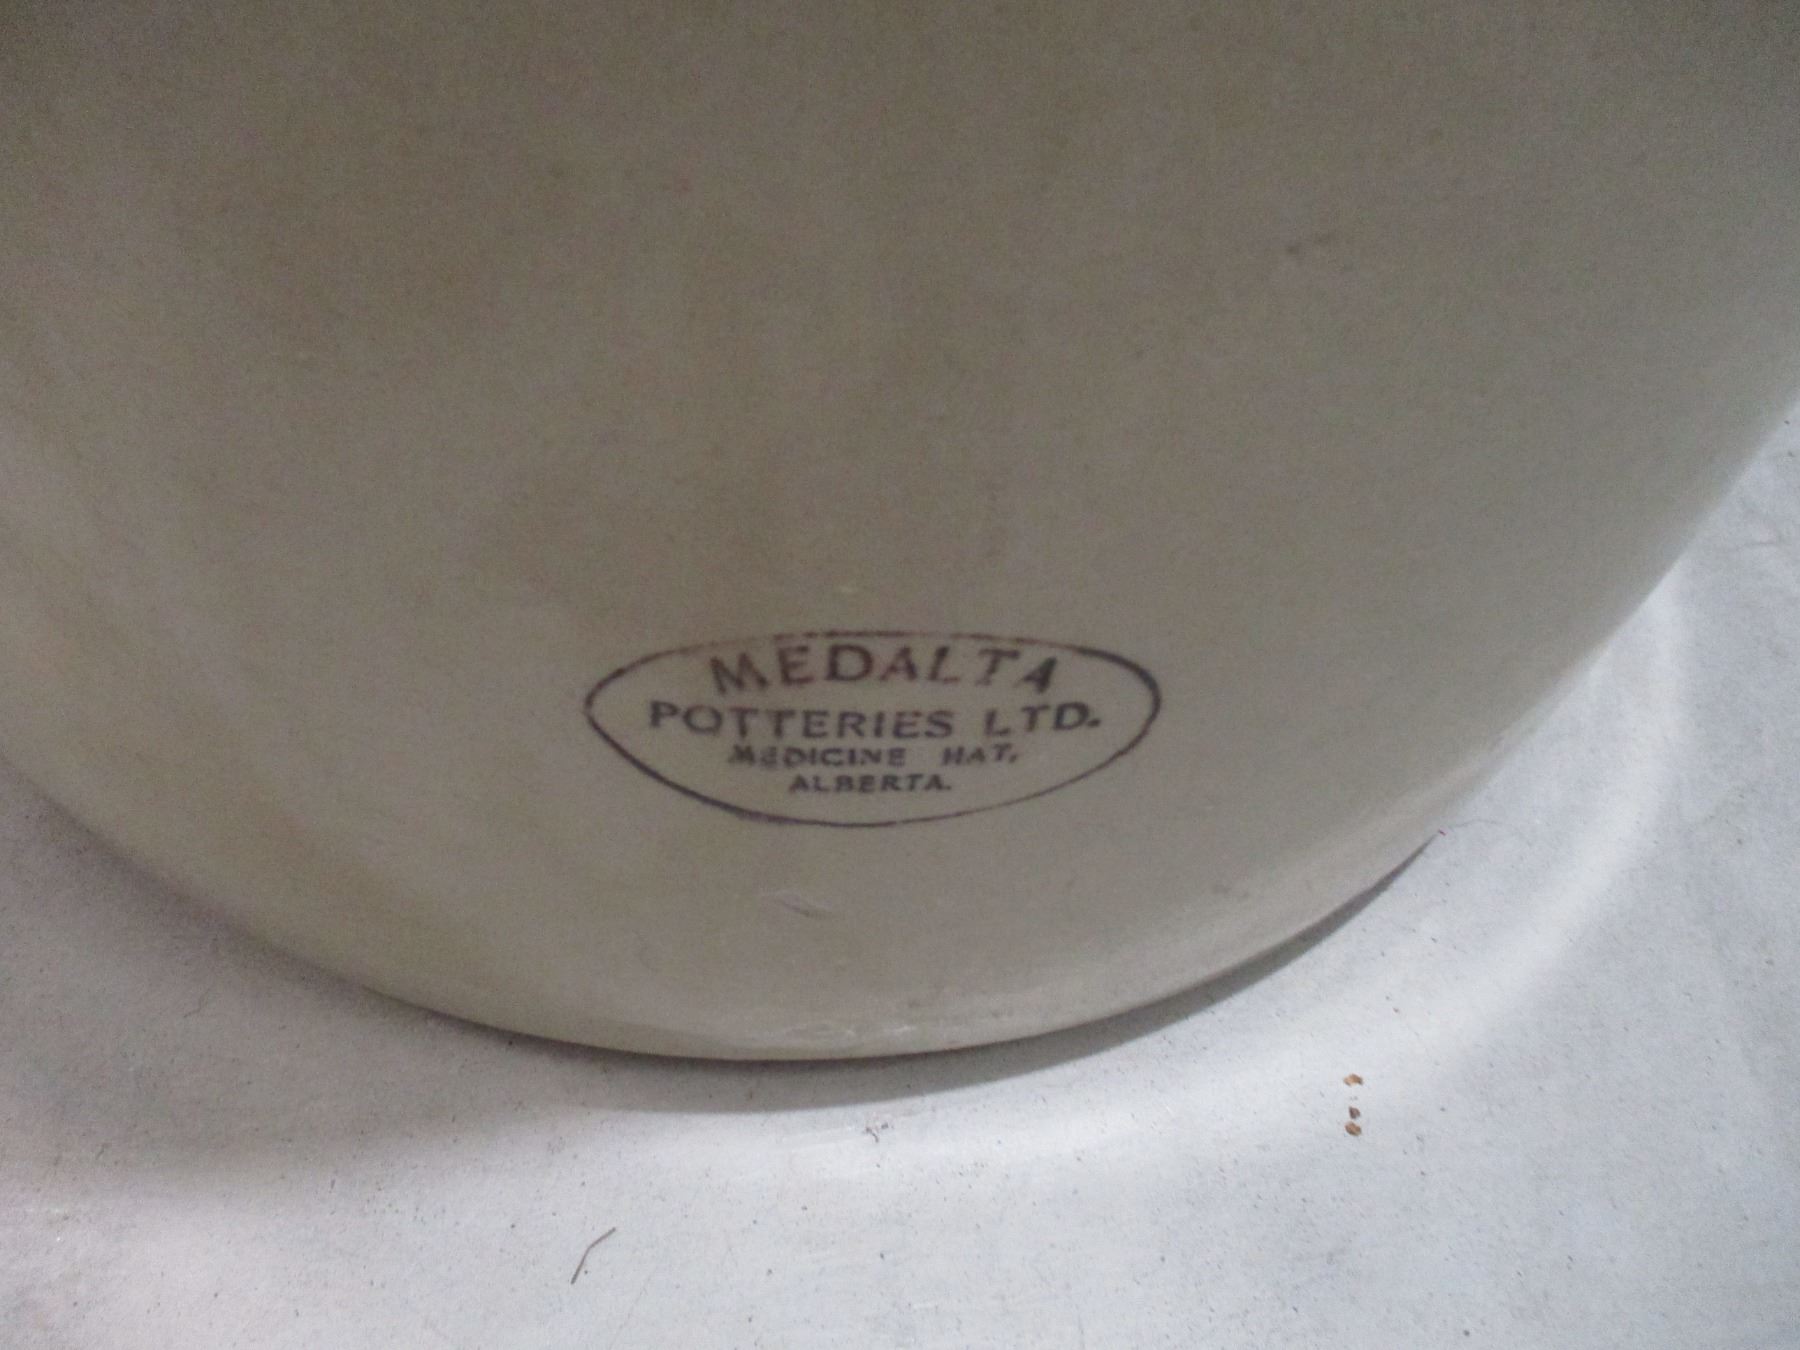 MEDALTA
POTTERIES LTD.
MEDICINE HAT,
ALBERTA.